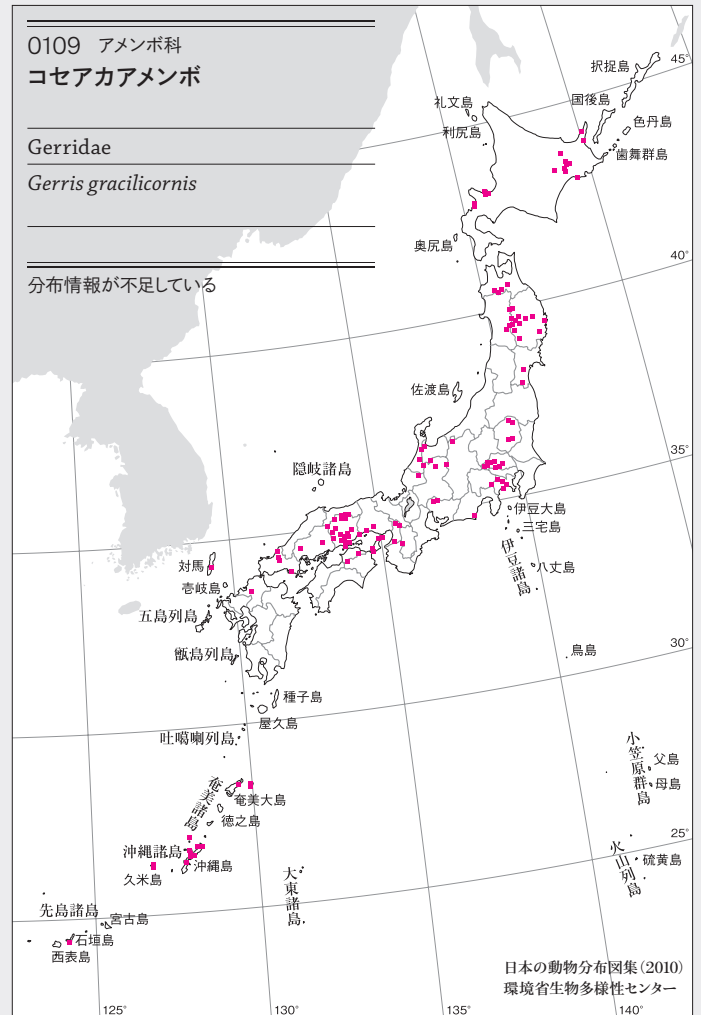 0109 アメンボ科
コセアカアメンボ
Gerridae
Gerris gracilicornis
分布情報が不足している
択捉島
45°
礼文島
国後島
利尻島
色丹島
歯舞群島
奥尻島
40°
佐渡島
35°
隠岐諸島
伊豆大島
三宅島
伊豆諸島
八丈島
対馬
壱岐島
五島列島
甑島列島
鳥島
30°
種子島
屋久島
吐噶喇列島
小笠原群島
父島
母島
奄美諸島
奄美大島
徳之島
25°
沖縄諸島
沖縄島
久米島
火山列島
硫黄島
大東諸島
先島諸島
宮古島
石垣島
西表島
日本の動物分布図集(2010)
環境省生物多様性センター
125°
130°
135°
140°